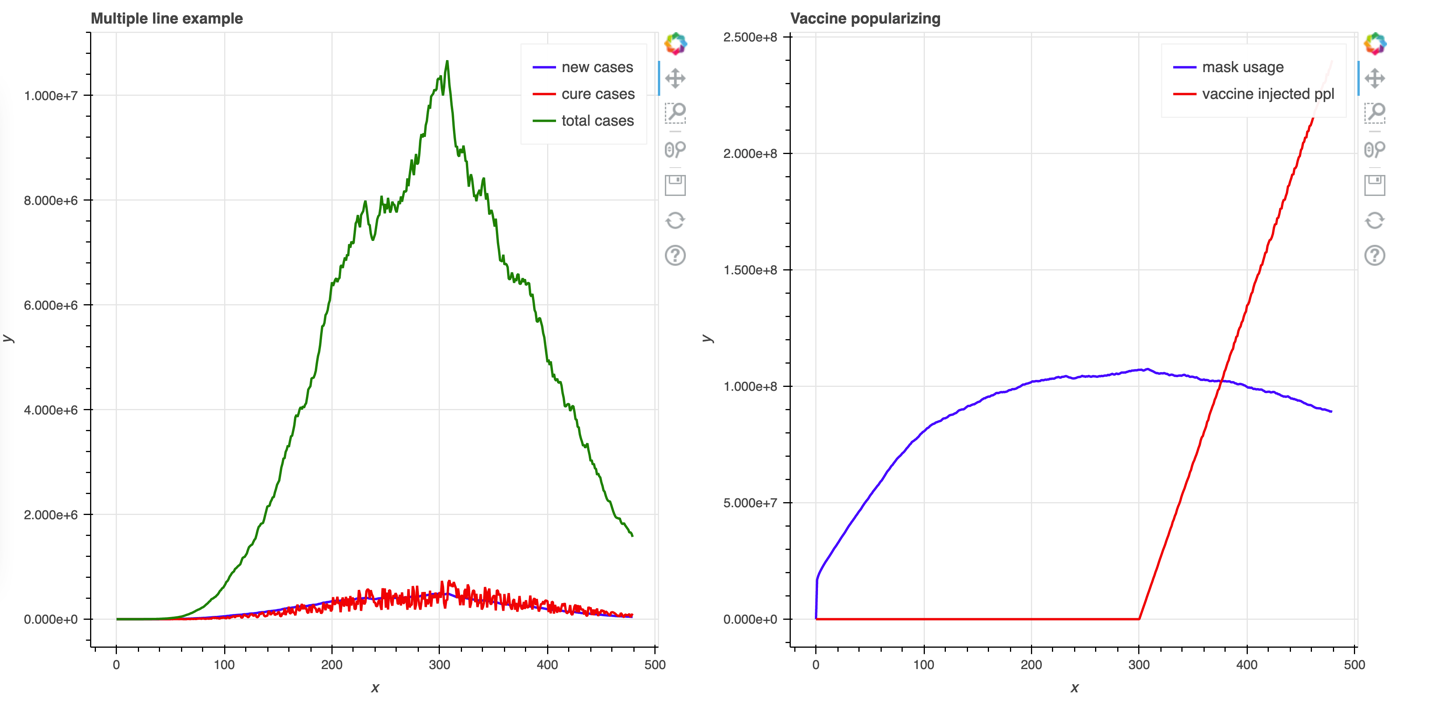 Multiple line example
new cases
cure cases
total cases
1.000e+7
8.000e+6
6.000e+6
4.000e+6
2.000e+6
0.000e+0
y
0 100 200 300 400 500
x
Vaccine popularizing
mask usage
vaccine injected ppl
2.500e+8
2.000e+8
1.500e+8
1.000e+8
5.000e+7
0.000e+0
y
0 100 200 300 400 500
x